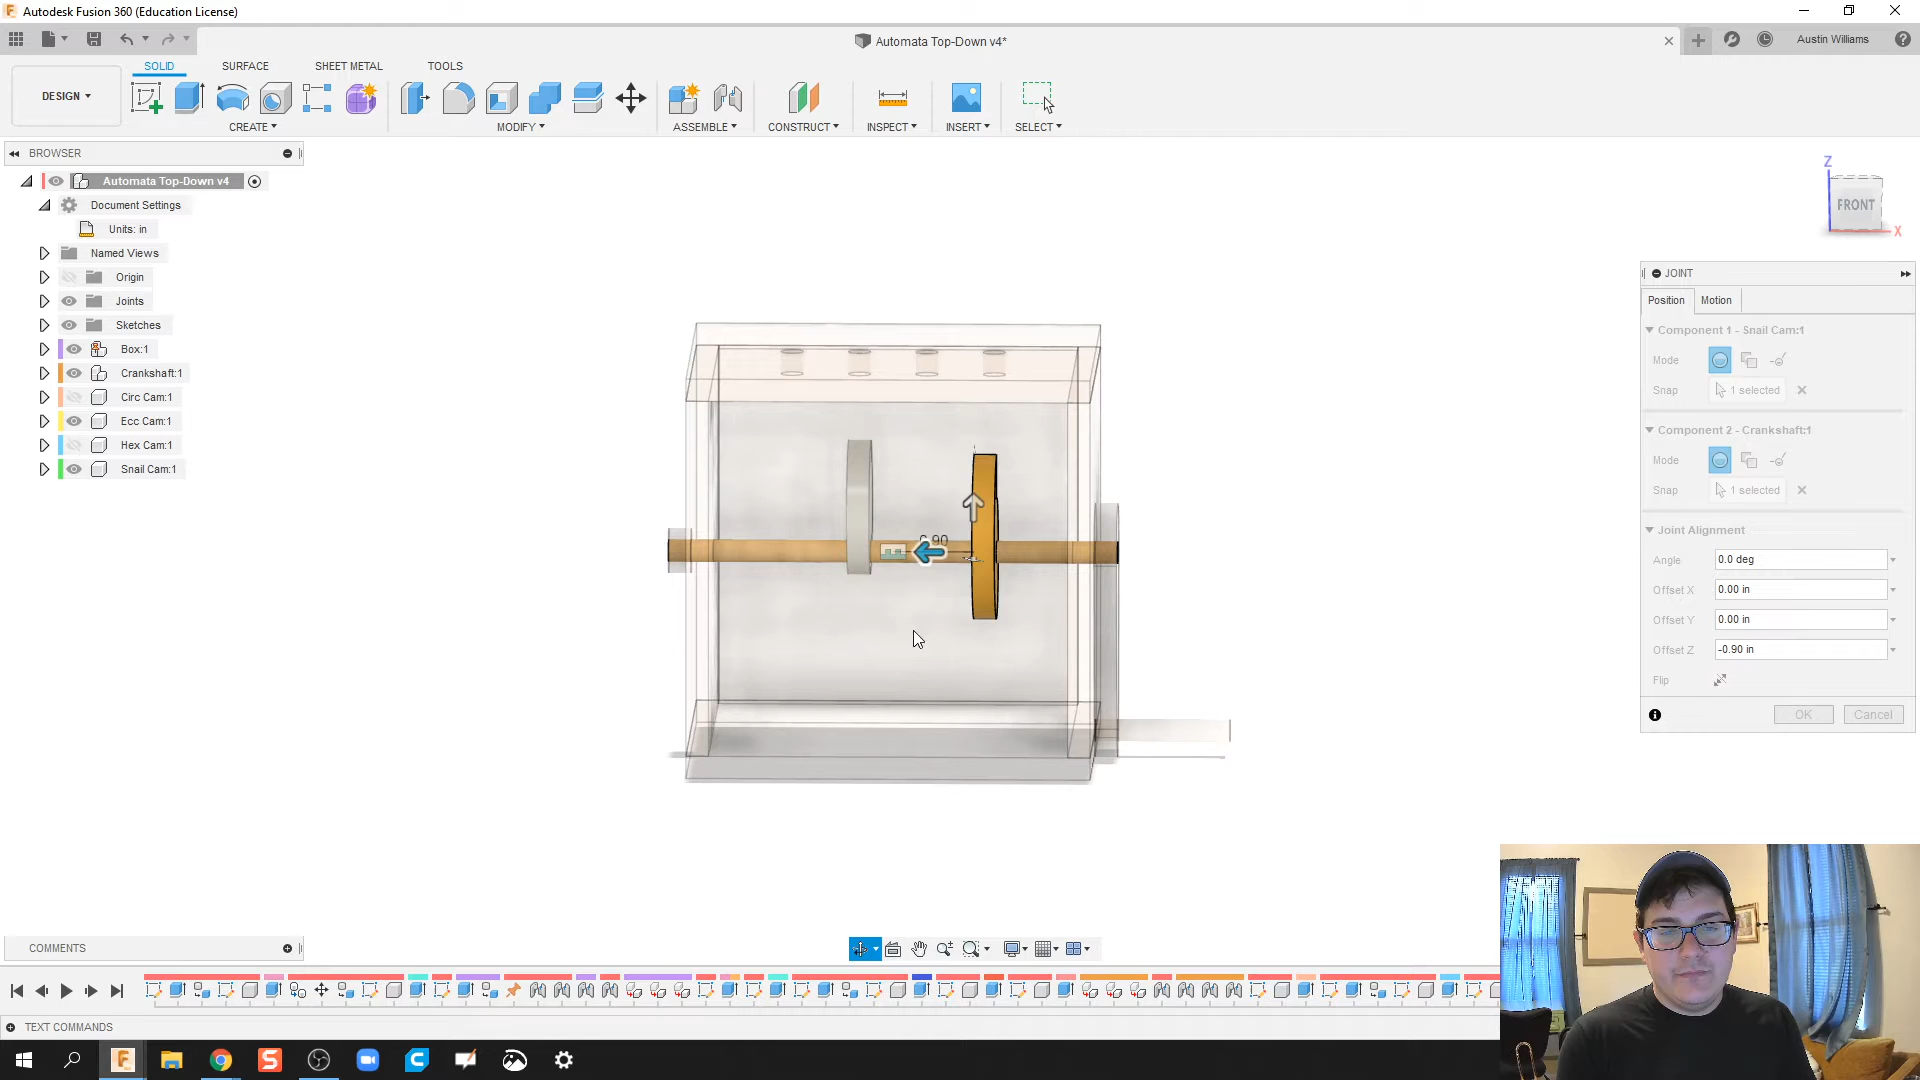 Autodesk Fusion 360 (Education License)
Automata Top-Down v4*
Austin Williams
SOLID SURFACE SHEET METAL TOOLS
DESIGN
CREATE MODIFY ASSEMBLE CONSTRUCT INSPECT INSERT SELECT
BROWSER
Automata Top-Down v4
Document Settings
Units: in
Named Views
Origin
Joints
Sketches
Box:1
Crankshaft:1
Circ Cam:1
Ecc Cam:1
Hex Cam:1
Snail Cam:1
Z
FRONT
X
JOINT
Position Motion
Component 1 - Snail Cam:1
Mode
Snap 1 selected
Component 2 - Crankshaft:1
Mode
Snap 1 selected
Joint Alignment
Angle 0.0 deg
Offset X 0.00 in
Offset Y 0.00 in
Offset Z -0.90 in
Flip
OK Cancel
COMMENTS
TEXT COMMANDS